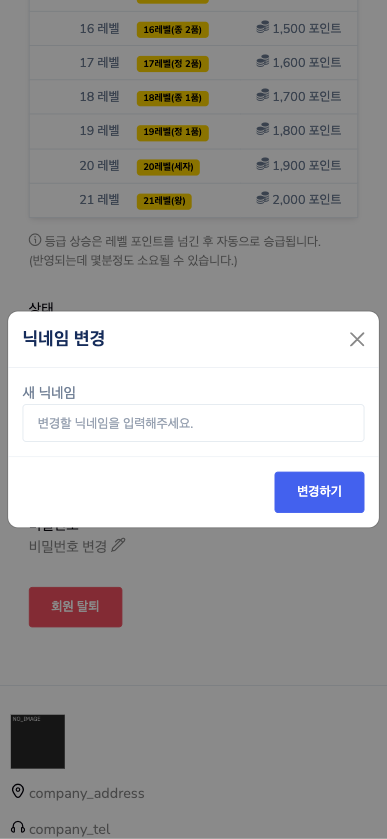 16 레벨 16레벨(종 2품) 1,500 포인트
17 레벨 17레벨(정 2품) 1,600 포인트
18 레벨 18레벨(종 1품) 1,700 포인트
19 레벨 19레벨(정 1품) 1,800 포인트
20 레벨 20레벨(세자) 1,900 포인트
21 레벨 21레벨(왕) 2,000 포인트
등급 상승은 레벨 포인트를 넘긴 후 자동으로 승급됩니다.
(반영되는데 몇분정도 소요될 수 있습니다.)
상태
닉네임 변경
새 닉네임
변경할 닉네임을 입력해주세요.
변경하기
비밀번호
비밀번호 변경
회원 탈퇴
NO_IMAGE
company_address
company_tel